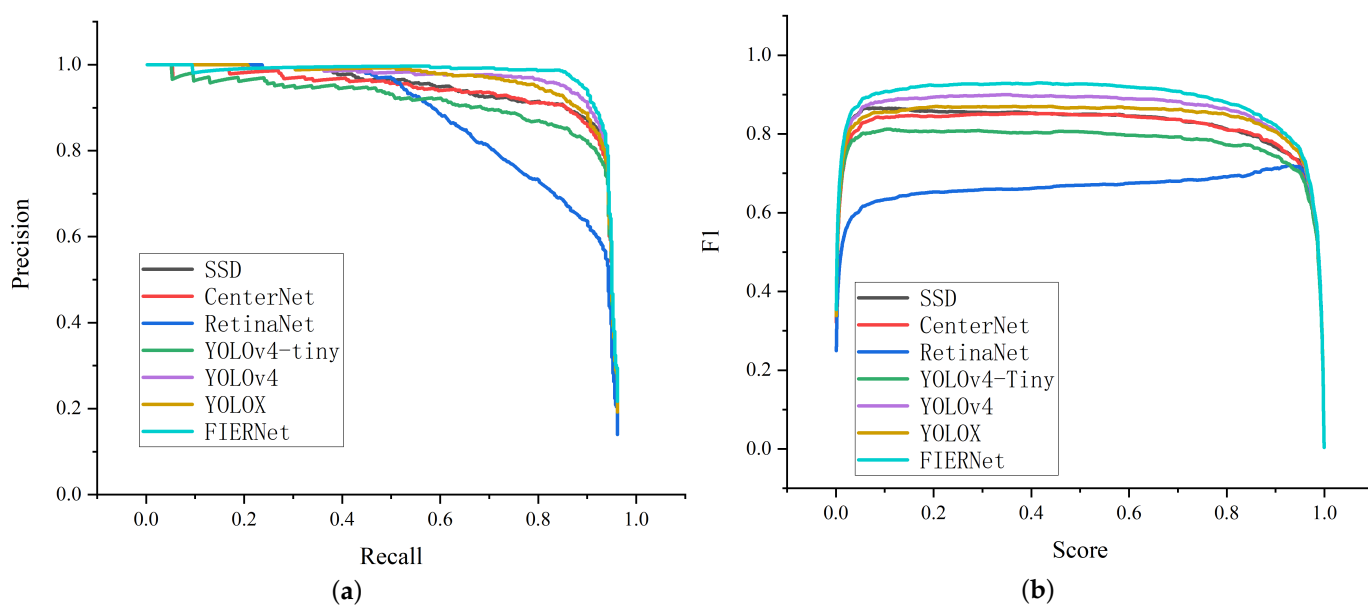 1.0
0.8
0.6
0.4
0.2
0.0
Precision
SSD
CenterNet
RetinaNet
YOLOv4-tiny
YOLOv4
YOLOX
FIERNet
0.0 0.2 0.4 0.6 0.8 1.0
Recall
(a)
1.0
0.8
0.6
0.4
0.2
0.0
F1
SSD
CenterNet
RetinaNet
YOLOv4-Tiny
YOLOv4
YOLOX
FIERNet
0.0 0.2 0.4 0.6 0.8 1.0
Score
(b)